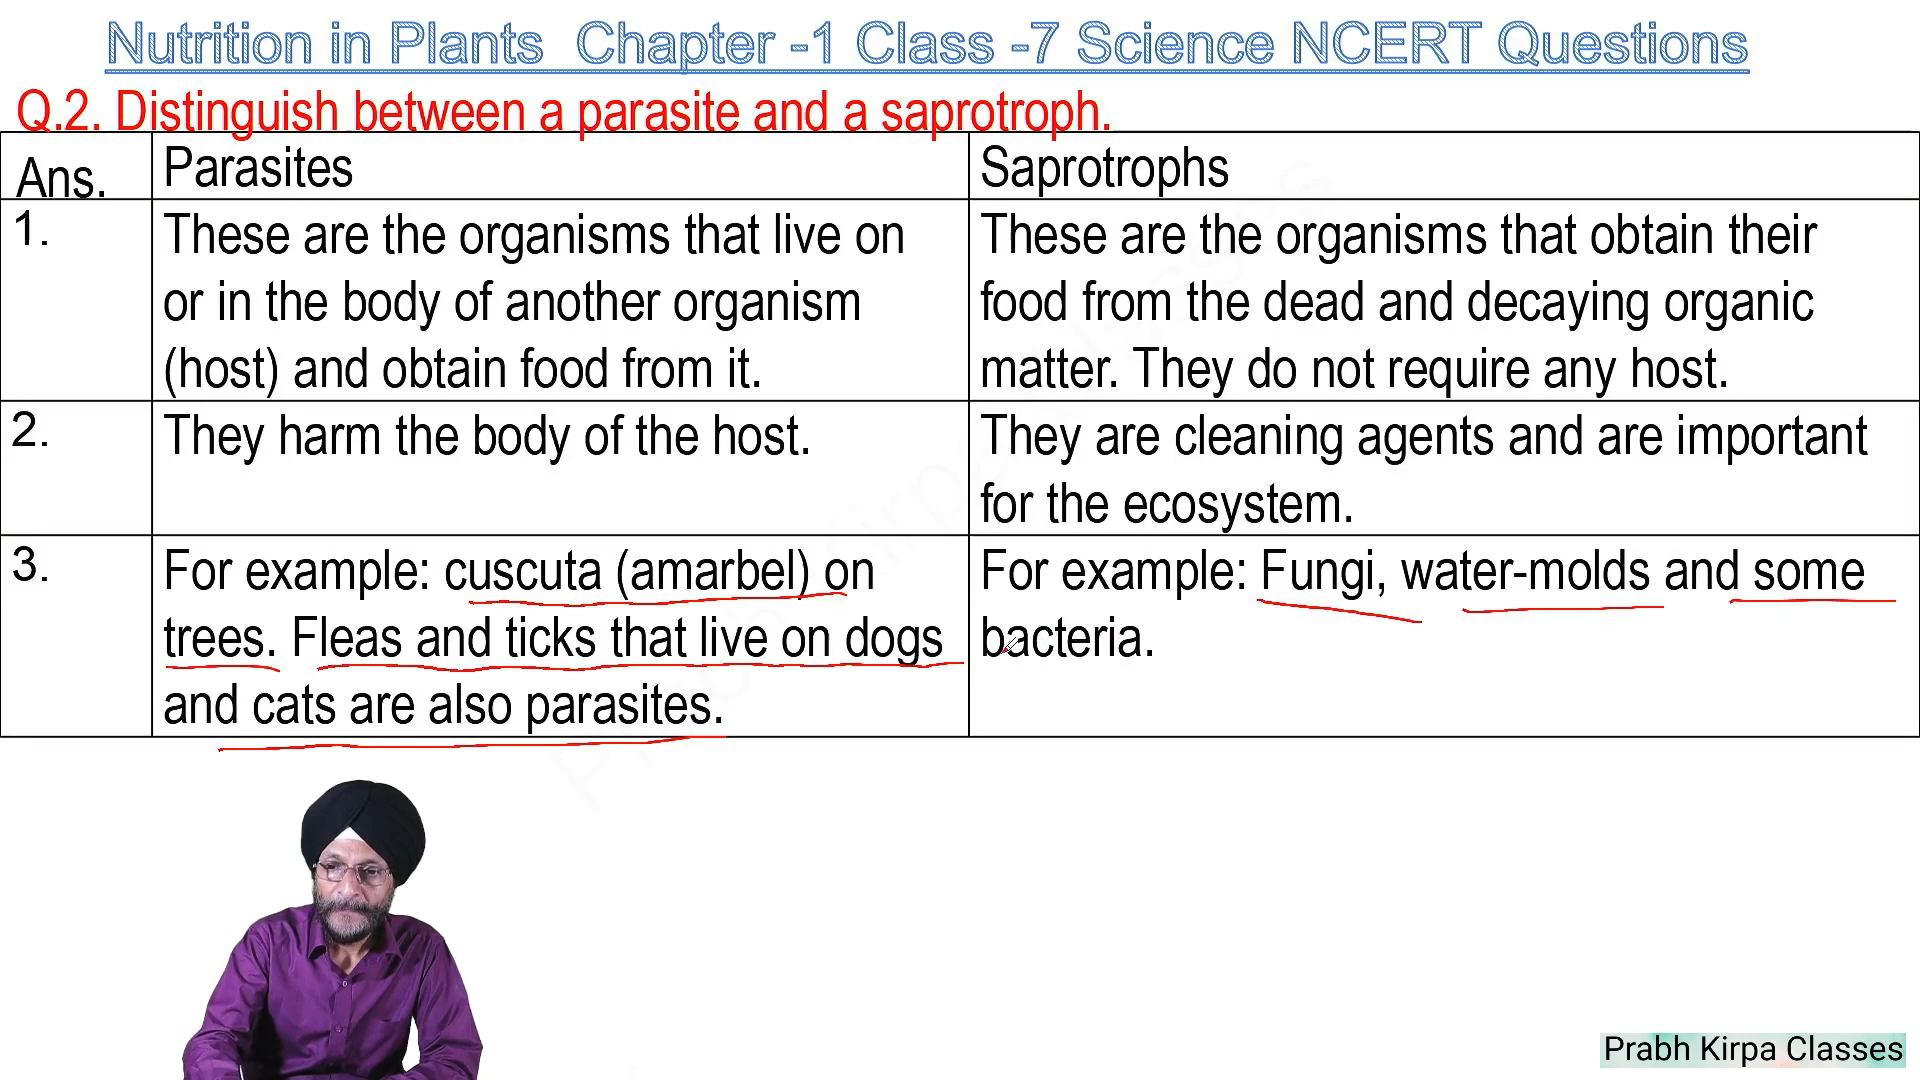 Nutrition in Plants Chapter -1 Class -7 Science NCERT Questions
Q.2. Distinguish between a parasite and a saprotroph.
Ans.
Parasites
Saprotrophs
1.
These are the organisms that live on
or in the body of another organism
(host) and obtain food from it.
These are the organisms that obtain their
food from the dead and decaying organic
matter. They do not require any host.
2.
They harm the body of the host.
They are cleaning agents and are important
for the ecosystem.
3.
For example: cuscuta (amarbel) on
trees. Fleas and ticks that live on dogs
and cats are also parasites.
For example: Fungi, water-molds and some
bacteria.
Prabh Kirpa Classes